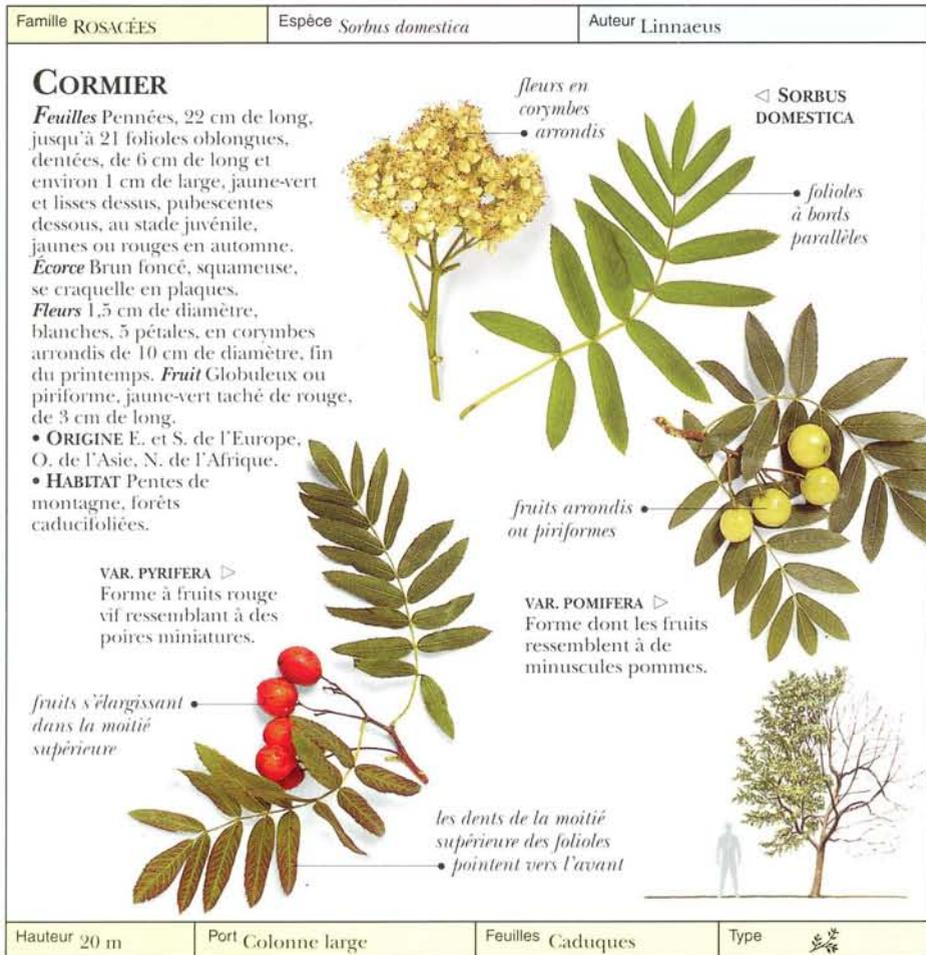 Famille ROSACÉES
Espèce Sorbus domestica
Auteur Linnaeus
CORMIER
Feuilles Pennées, 22 cm de long,
jusqu'à 21 folioles oblongues,
dentées, de 6 cm de long et
environ 1 cm de large, jaune-vert
et lisses dessus, pubescentes
dessous, au stade juvénile,
jaunes ou rouges en automne.
Écorce Brun foncé, squameuse,
se craquelle en plaques.
Fleurs 1,5 cm de diamètre,
blanches, 5 pétales, en corymbes
arrondis de 10 cm de diamètre, fin
du printemps. Fruit Globuleux ou
piriforme, jaune-vert taché de rouge,
de 3 cm de long.
• ORIGINE E. et S. de l'Europe,
O. de l'Asie, N. de l'Afrique.
• HABITAT Pentes de
montagne, forêts
caducifoliées.
fleurs en
corymbes
arrondis
◁ SORBUS
DOMESTICA
folioles
à bords
parallèles
fruits arrondis
ou piriformes
VAR. PYRIFERA ▷
Forme à fruits rouge
vif ressemblant à des
poires miniatures.
VAR. POMIFERA ▷
Forme dont les fruits
ressemblent à de
minuscules pommes.
fruits s'élargissant
dans la moitié
supérieure
les dents de la moitié
supérieure des folioles
pointent vers l'avant
Hauteur 20 m
Port Colonne large
Feuilles Caduques
Type